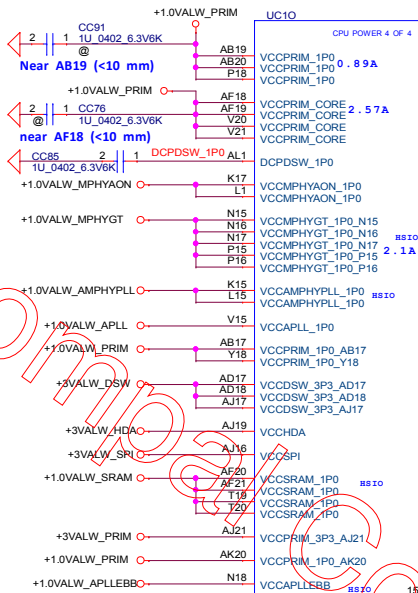 +1.0VALW_PRIM
UC1O
CPU POWER 4 OF 4
CC91
2 1 1U_0402_6.3V6K
@
Near AB19 (<10 mm)
AB19 VCCPRIM_1P0 0.89A
AB20 VCCPRIM_1P0
P18 VCCPRIM_1P0
+1.0VALW_PRIM
CC76
2 1 1U_0402_6.3V6K
@
near AF18 (<10 mm)
AF18 VCCPRIM_CORE
AF19 VCCPRIM_CORE 2.57A
V20 VCCPRIM_CORE
V21 VCCPRIM_CORE
CC85 2 1 DCPDSW_1P0 AL1 DCPDSW_1P0
1U_0402_6.3V6K
+1.0VALW_MPHYAON K17 VCCMPHYAON_1P0
L1 VCCMPHYAON_1P0
+1.0VALW_MPHYGT N15 VCCMPHYGT_1P0_N15
N16 VCCMPHYGT_1P0_N16 HSIO
N17 VCCMPHYGT_1P0_N17 2.1A
P15 VCCMPHYGT_1P0_P15
P16 VCCMPHYGT_1P0_P16
+1.0VALW_AMPHYPLL K15 VCCAMPHYPLL_1P0 HSIO
L15 VCCAMPHYPLL_1P0
+1.0VALW_APLL V15 VCCAPLL_1P0
+1.0VALW_PRIM AB17 VCCPRIM_1P0_AB17
Y18 VCCPRIM_1P0_Y18
+3VALW_DSW AD17 VCCDSW_3P3_AD17
AD18 VCCDSW_3P3_AD18
AJ17 VCCDSW_3P3_AJ17
+3VALW_HDA AJ19 VCCHDA
+3VALW_SPI AJ16 VCCSPI
+1.0VALW_SRAM AF20 VCCSRAM_1P0 HSIO
AF21 VCCSRAM_1P0
T19 VCCSRAM_1P0
T20 VCCSRAM_1P0
+3VALW_PRIM AJ21 VCCPRIM_3P3_AJ21
+1.0VALW_PRIM AK20 VCCPRIM_1P0_AK20
+1.0VALW_APLLEBB N18 VCCAPLLEBB HSIO